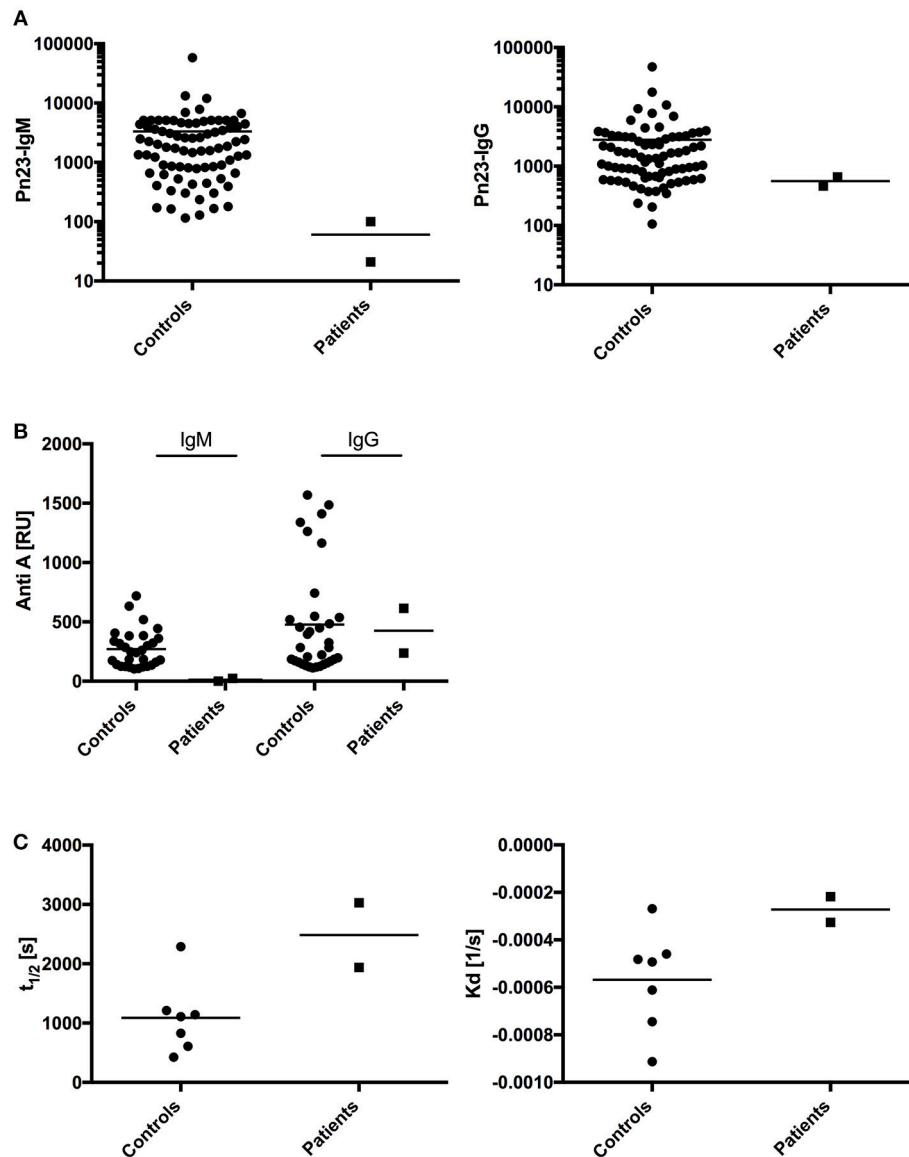 A
Pn23-IgM
100000
10000
1000
100
10
Controls
Patients
Pn23-IgG
100000
10000
1000
100
10
Controls
Patients
B
Anti A [RU]
2000
1500
1000
500
0
IgM
IgG
Controls
Patients
Controls
Patients
C
t1/2 [s]
4000
3000
2000
1000
0
Controls
Patients
Kd [1/s]
0.0000
-0.0002
-0.0004
-0.0006
-0.0008
-0.0010
Controls
Patients